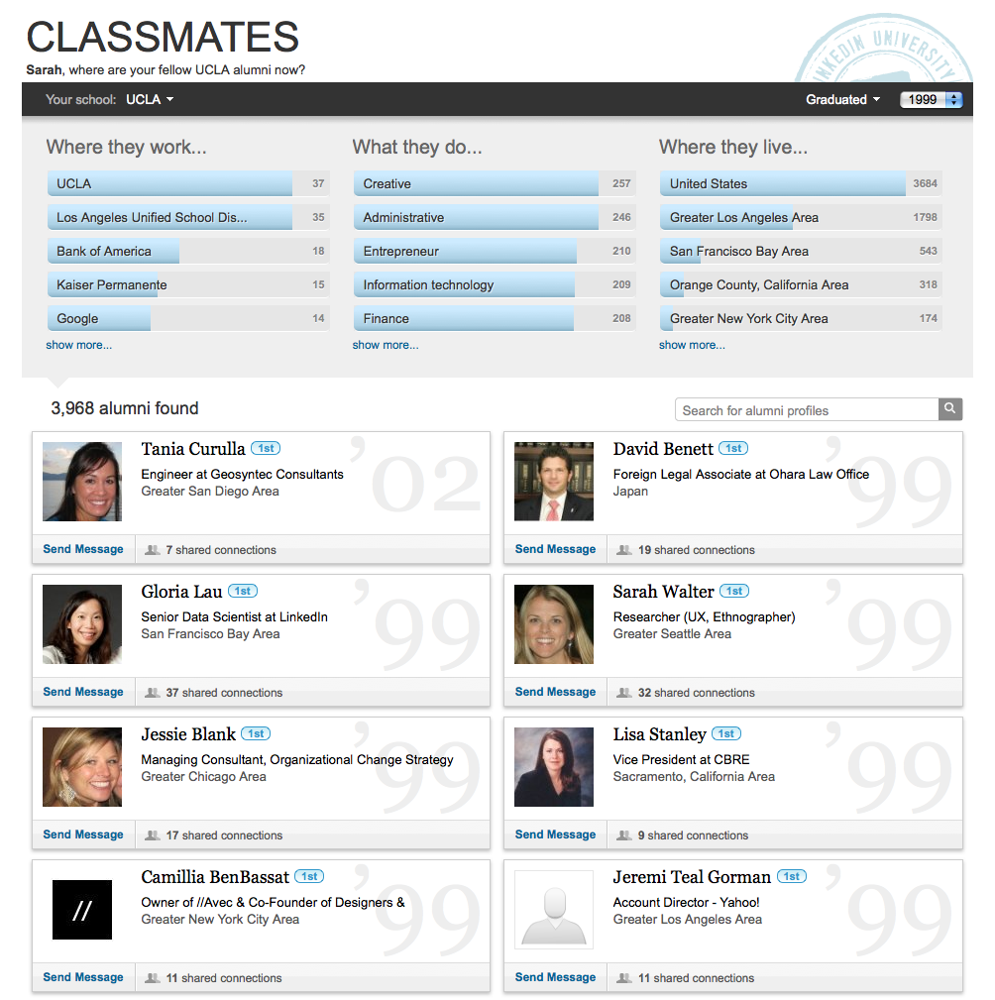 CLASSMATES
Sarah, where are your fellow UCLA alumni now?
LINKEDIN UNIVERSITY
Your school: UCLA
Graduated 1999
Where they work...
UCLA 37
Los Angeles Unified School Dis... 35
Bank of America 18
Kaiser Permanente 15
Google 14
show more...
What they do...
Creative 257
Administrative 246
Entrepreneur 210
Information technology 209
Finance 208
show more...
Where they live...
United States 3684
Greater Los Angeles Area 1798
San Francisco Bay Area 543
Orange County, California Area 318
Greater New York City Area 174
show more...
3,968 alumni found
Search for alumni profiles
Tania Curulla 1st
’02
Engineer at Geosyntec Consultants
Greater San Diego Area
Send Message 7 shared connections
David Benett 1st
’99
Foreign Legal Associate at Ohara Law Office
Japan
Send Message 19 shared connections
Gloria Lau 1st
’99
Senior Data Scientist at LinkedIn
San Francisco Bay Area
Send Message 37 shared connections
Sarah Walter 1st
’99
Researcher (UX, Ethnographer)
Greater Seattle Area
Send Message 32 shared connections
Jessie Blank 1st
’99
Managing Consultant, Organizational Change Strategy
Greater Chicago Area
Send Message 17 shared connections
Lisa Stanley 1st
’99
Vice President at CBRE
Sacramento, California Area
Send Message 9 shared connections
//
Camillia BenBassat 1st
’99
Owner of //Avec & Co-Founder of Designers &
Greater New York City Area
Send Message 11 shared connections
Jeremi Teal Gorman 1st
’99
Account Director - Yahoo!
Greater Los Angeles Area
Send Message 11 shared connections